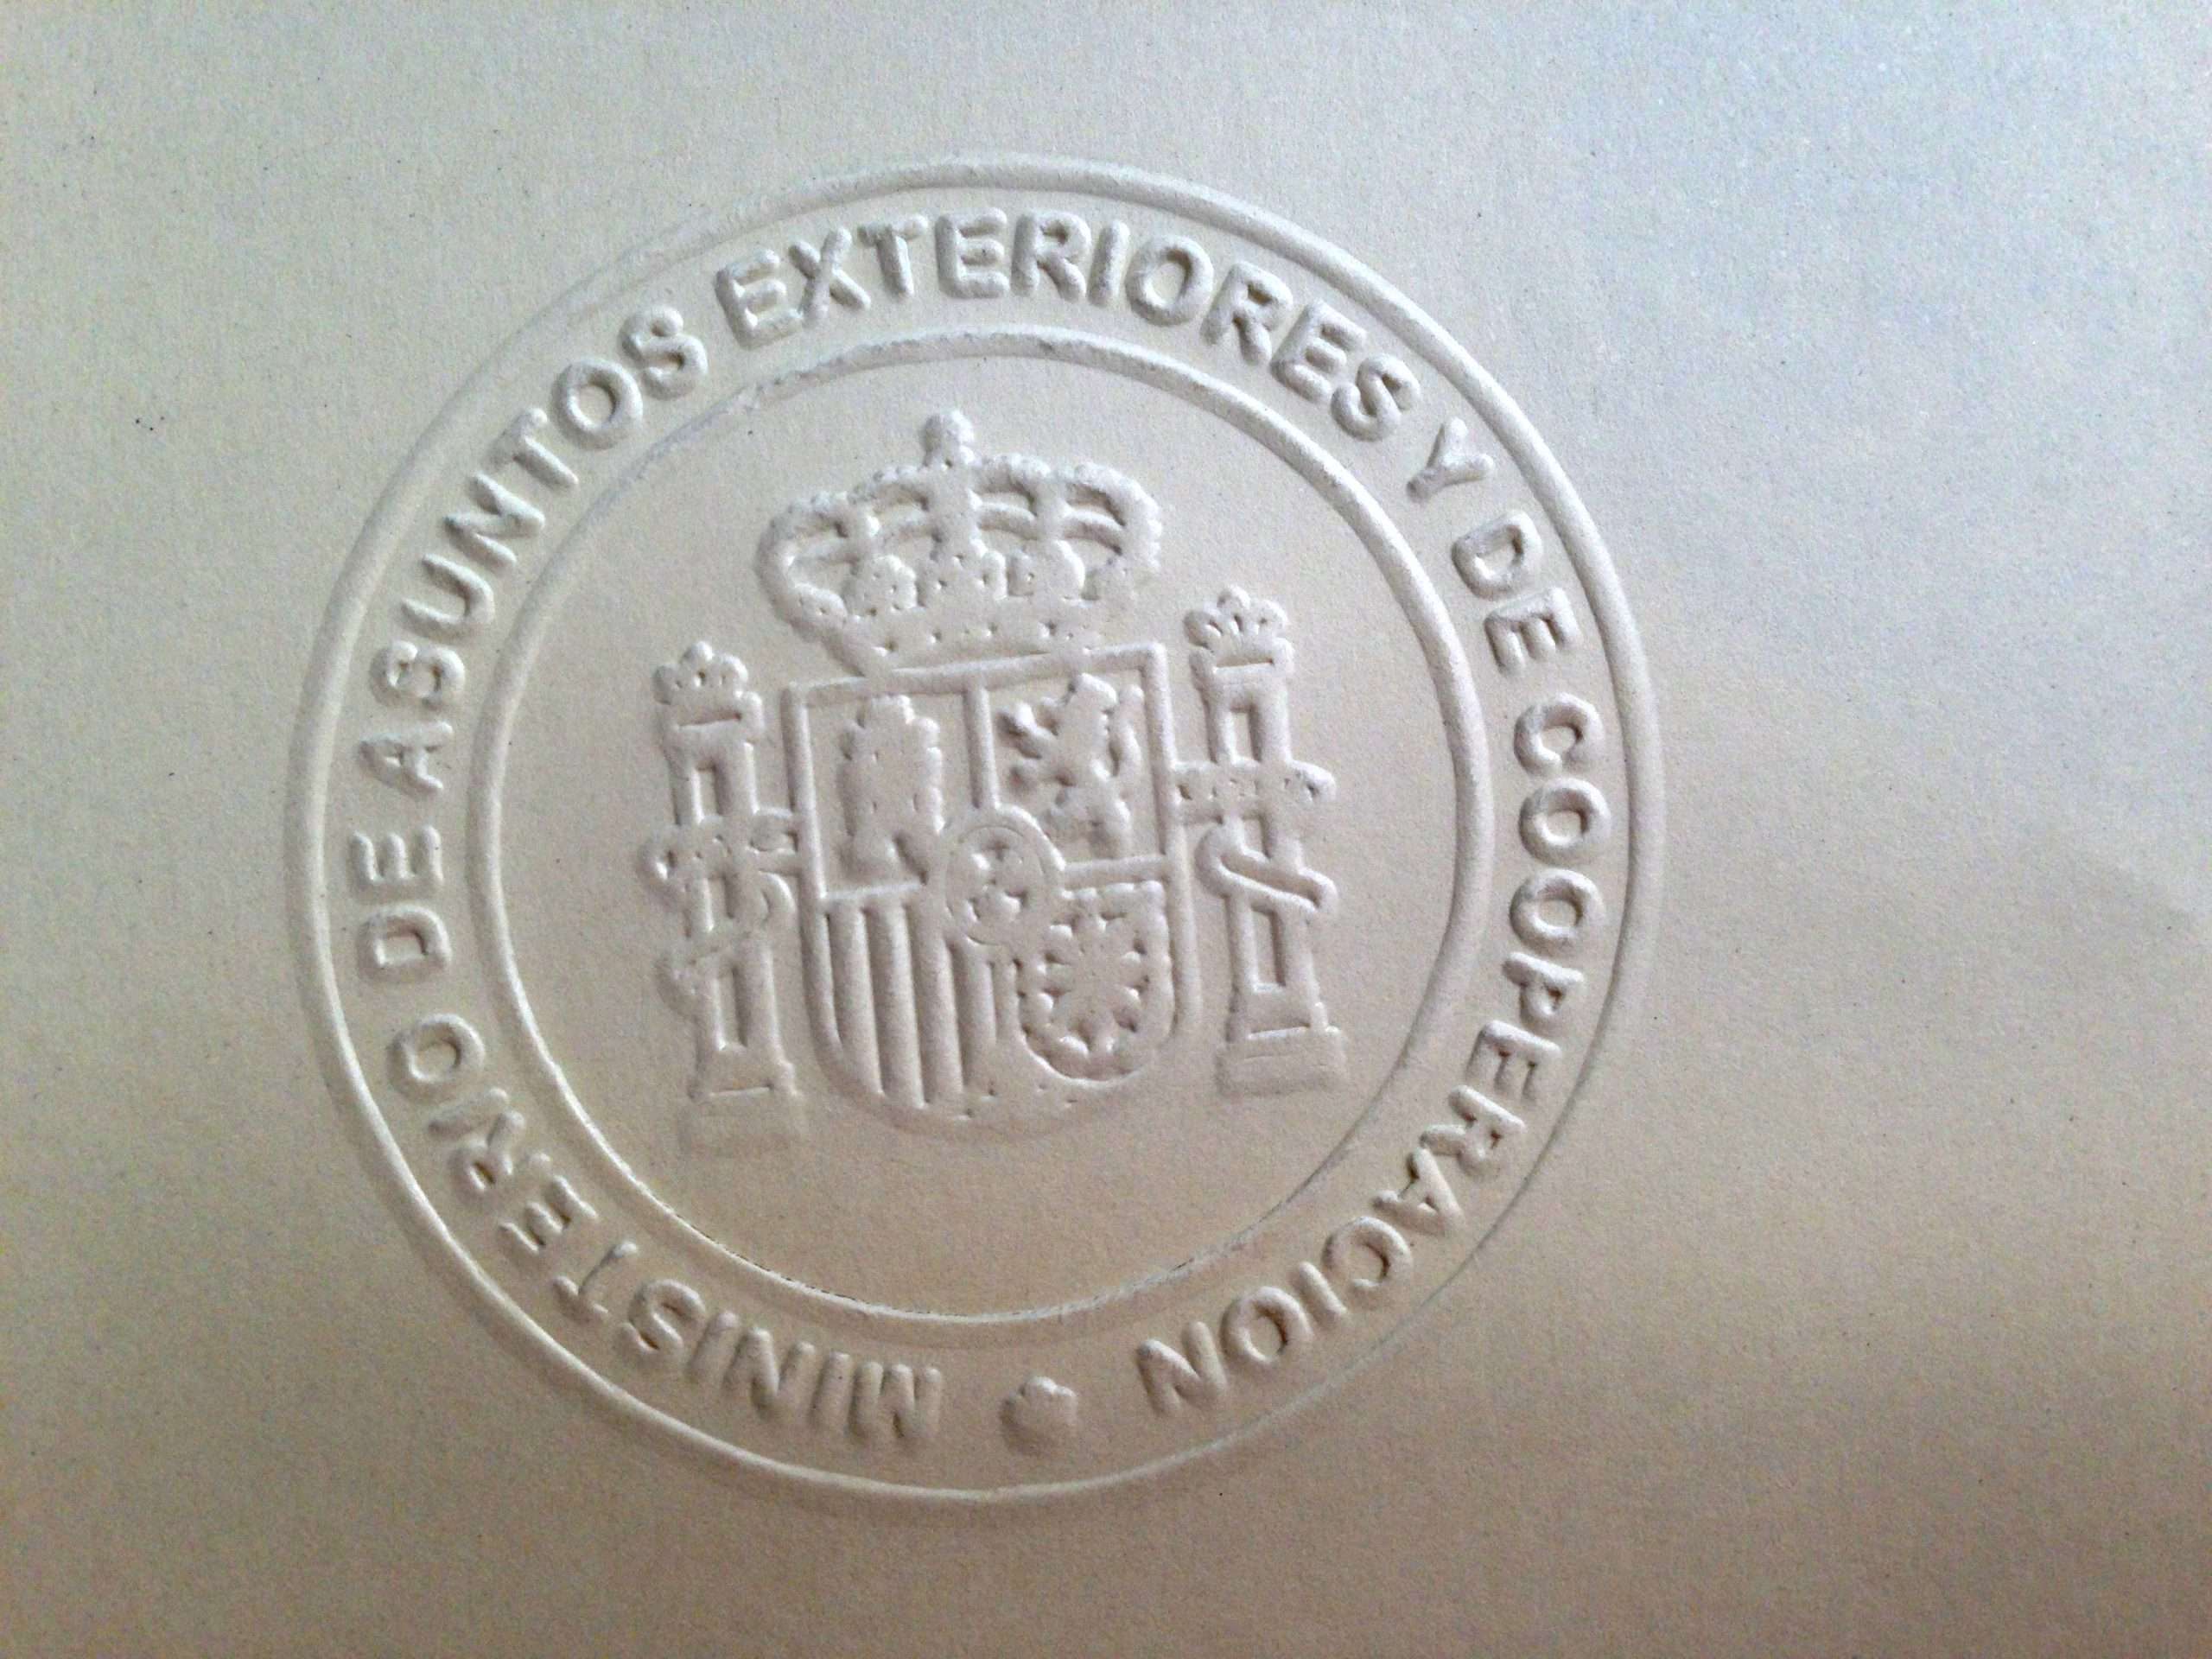 MINISTERIO DE ASUNTOS EXTERIORES Y DE COOPERACION